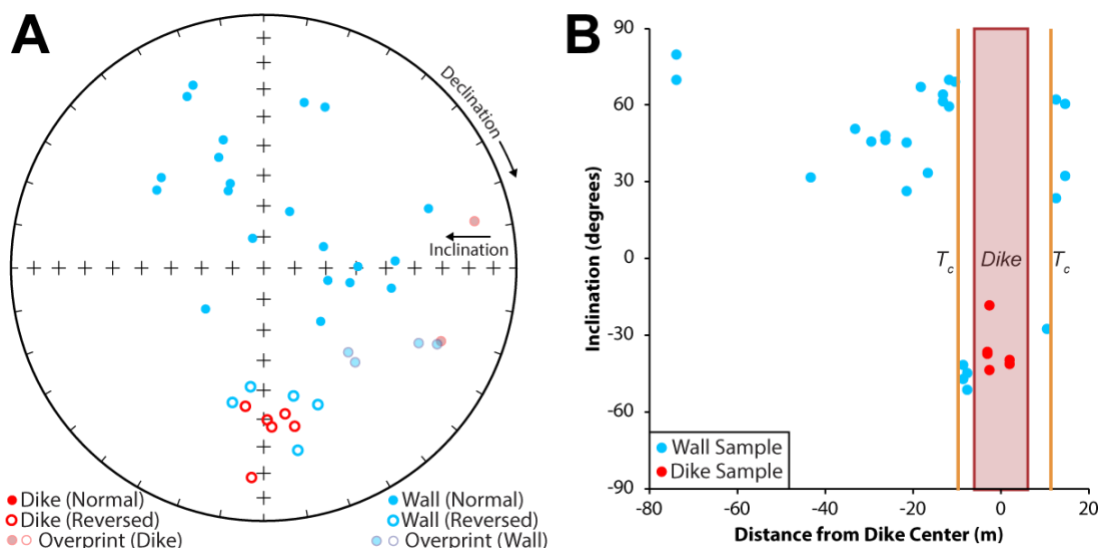 A
Declination
Inclination
Dike (Normal)
Dike (Reversed)
Overprint (Dike)
Wall (Normal)
Wall (Reversed)
Overprint (Wall)
B
Inclination (degrees)
90
60
30
0
-30
-60
-90
Tc
Dike
Tc
Wall Sample
Dike Sample
-80
-60
-40
-20
0
20
Distance from Dike Center (m)